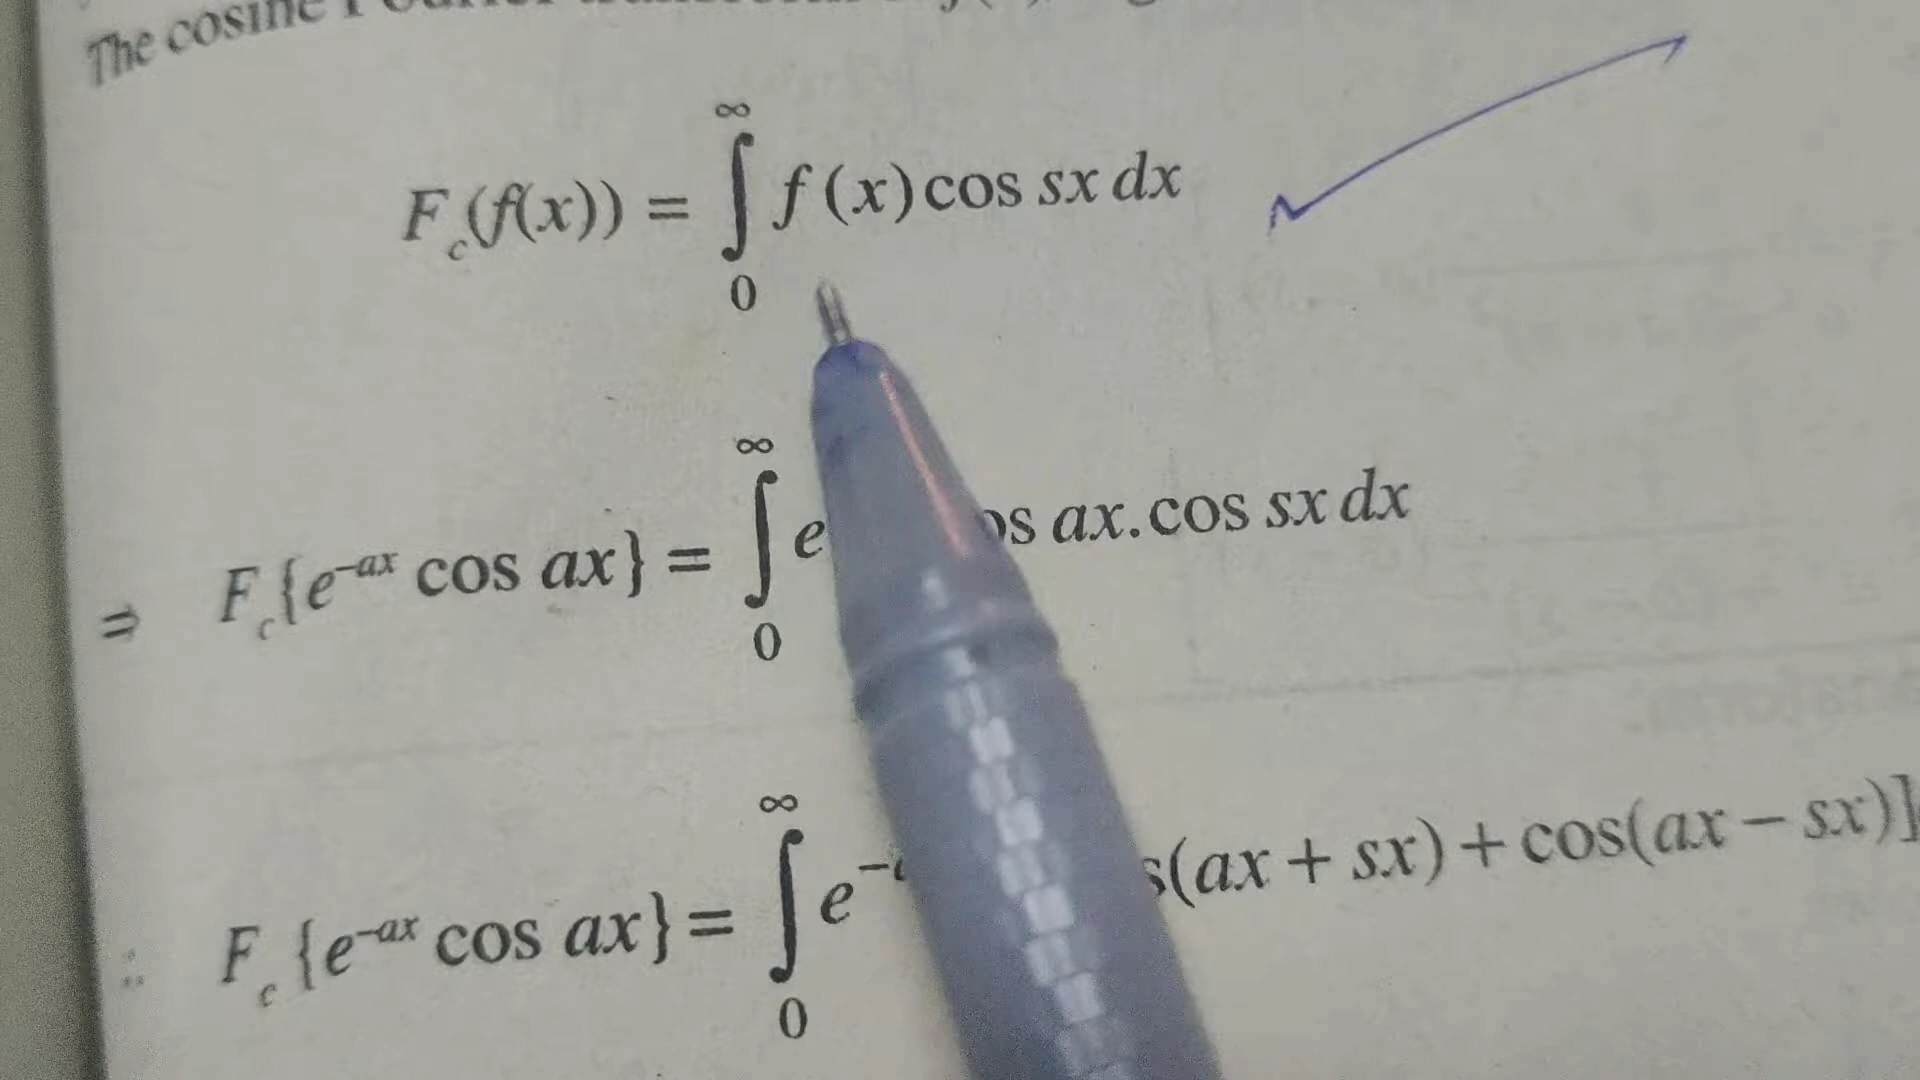 The cosine Fourier
F_c(f(x)) = ∫_0^∞ f (x) cos sx dx
⇒ F_c{e^{-ax} cos ax} = ∫_0^∞ e ax. cos sx dx
∴ F_c {e^{-ax} cos ax} = ∫_0^∞ e^- (ax + sx) + cos(ax − sx)]